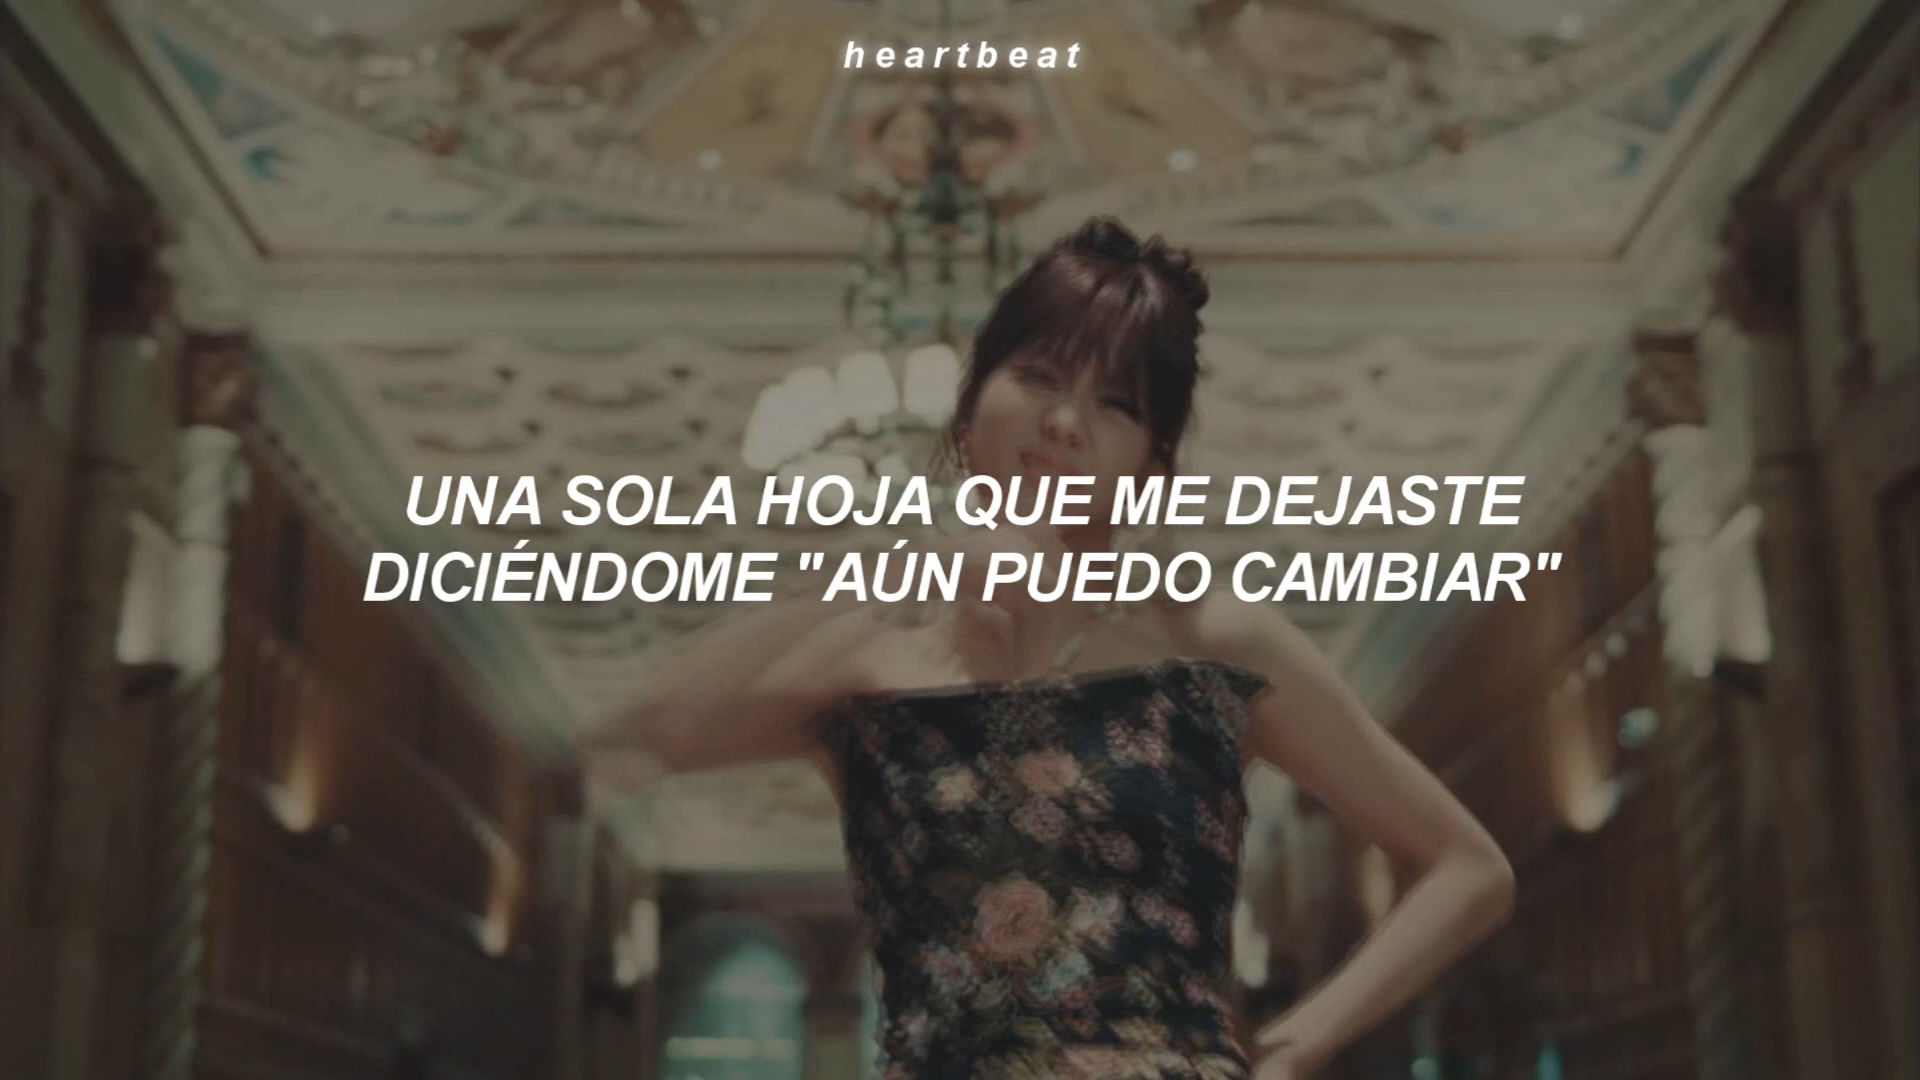 heartbeat
UNA SOLA HOJA QUE ME DEJASTE
DICIÉNDOME "AÚN PUEDO CAMBIAR"